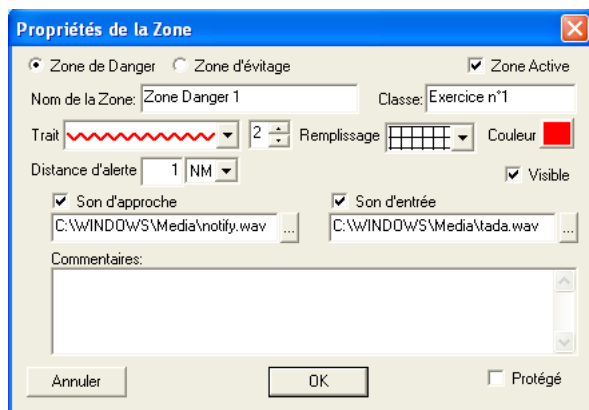 Propriétés de la Zone
Zone de Danger Zone d'évitage Zone Active
Nom de la Zone: Zone Danger 1 Classe: Exercice n°1
Trait 2 Remplissage Couleur
Distance d'alerte 1 NM Visible
Son d'approche Son d'entrée
C:\WINDOWS\Media\notify.wav ... C:\WINDOWS\Media\tada.wav ...
Commentaires:
Annuler OK Protégé